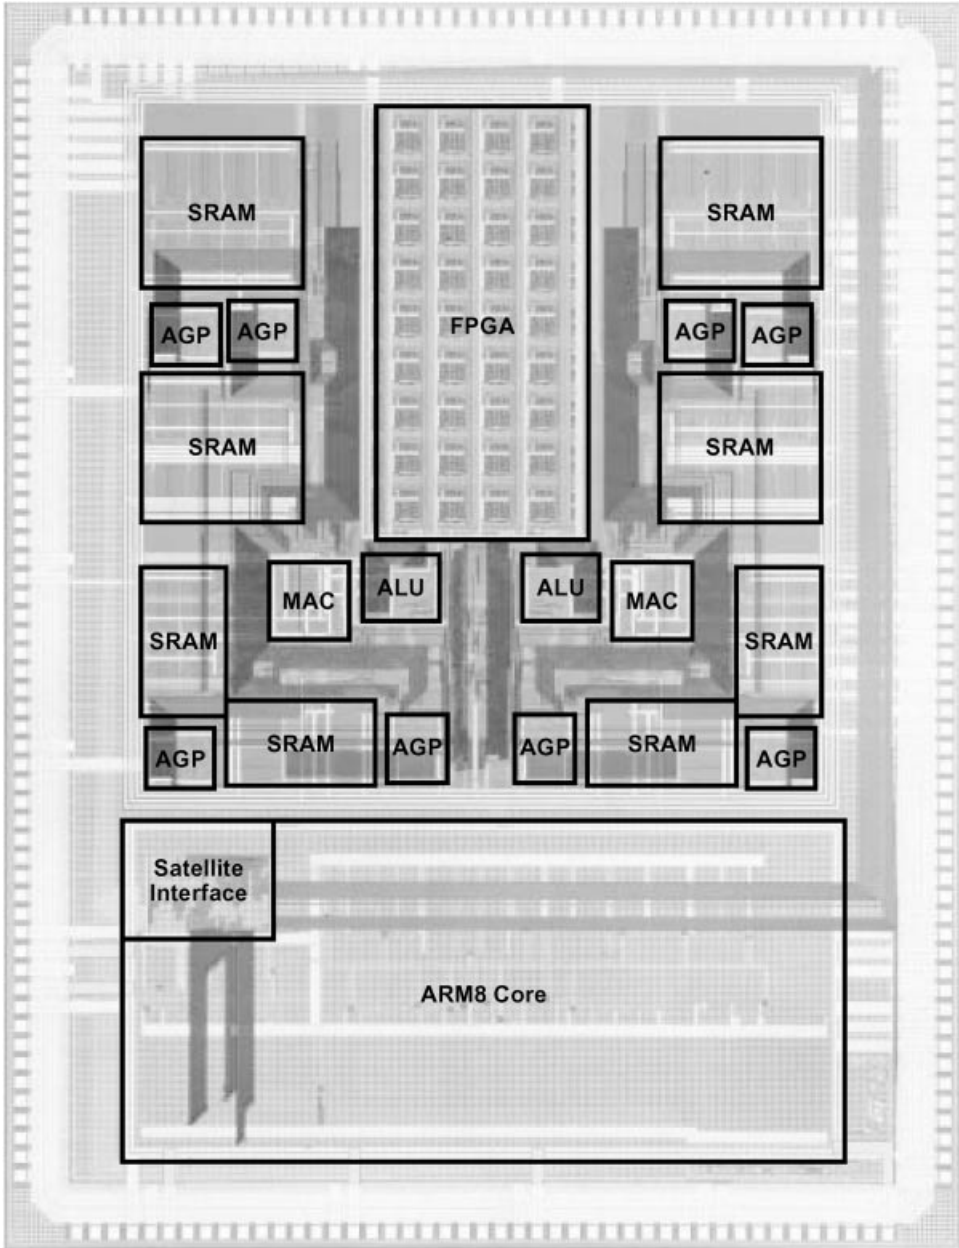 SRAM
SRAM
AGP
AGP
FPGA
AGP
AGP
SRAM
SRAM
MAC
ALU
ALU
MAC
SRAM
SRAM
AGP
SRAM
AGP
AGP
SRAM
AGP
Satellite
Interface
ARM8 Core